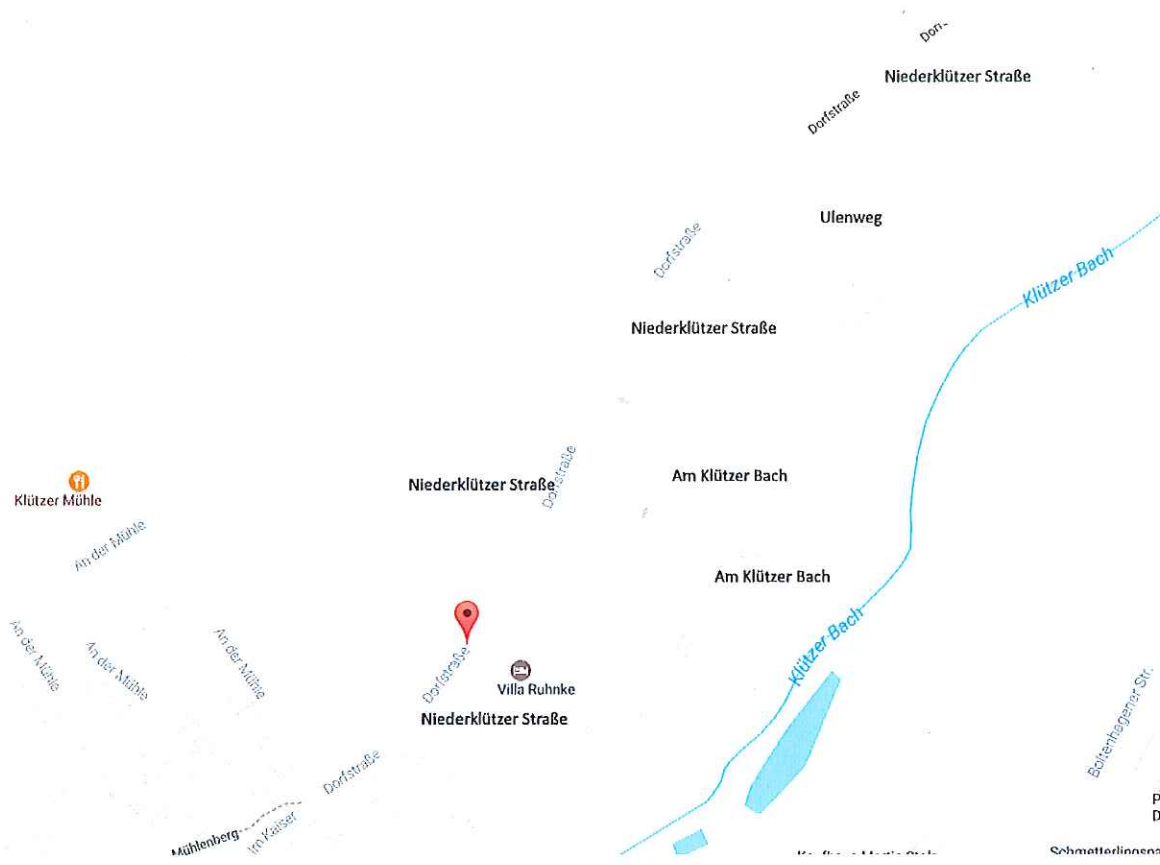 Niederklützer Straße
Dorfstraße
Ulenweg
Dorfstraße
Klützer Bach
Niederklützer Straße
Klützer Mühle
Niederklützer Straße
Dorfstraße
Am Klützer Bach
An der Mühle
Am Klützer Bach
An der Mühle
An der Mühle
An der Mühle
Dorfstraße
Klützer Bach
Villa Ruhnke
Niederklützer Straße
Boltenhagener Str.
Dorfstraße
Mühlenberg
Im Kaiser
P
D